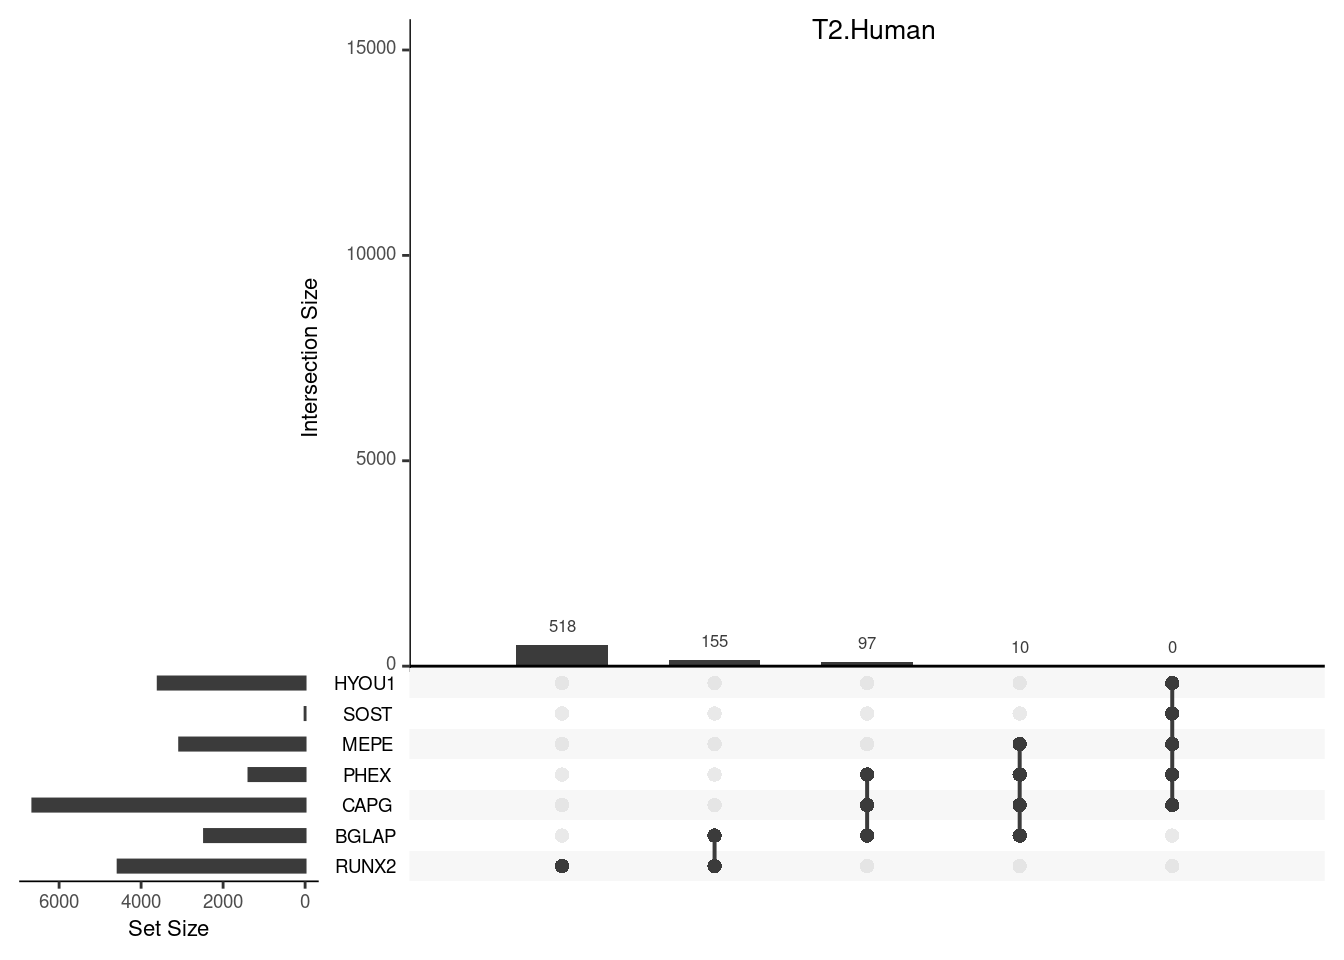 T2.Human
15000
10000
5000
0
Intersection Size
518
155
97
10
0
HYOU1
SOST
MEPE
PHEX
CAPG
BGLAP
RUNX2
6000 4000 2000 0
Set Size